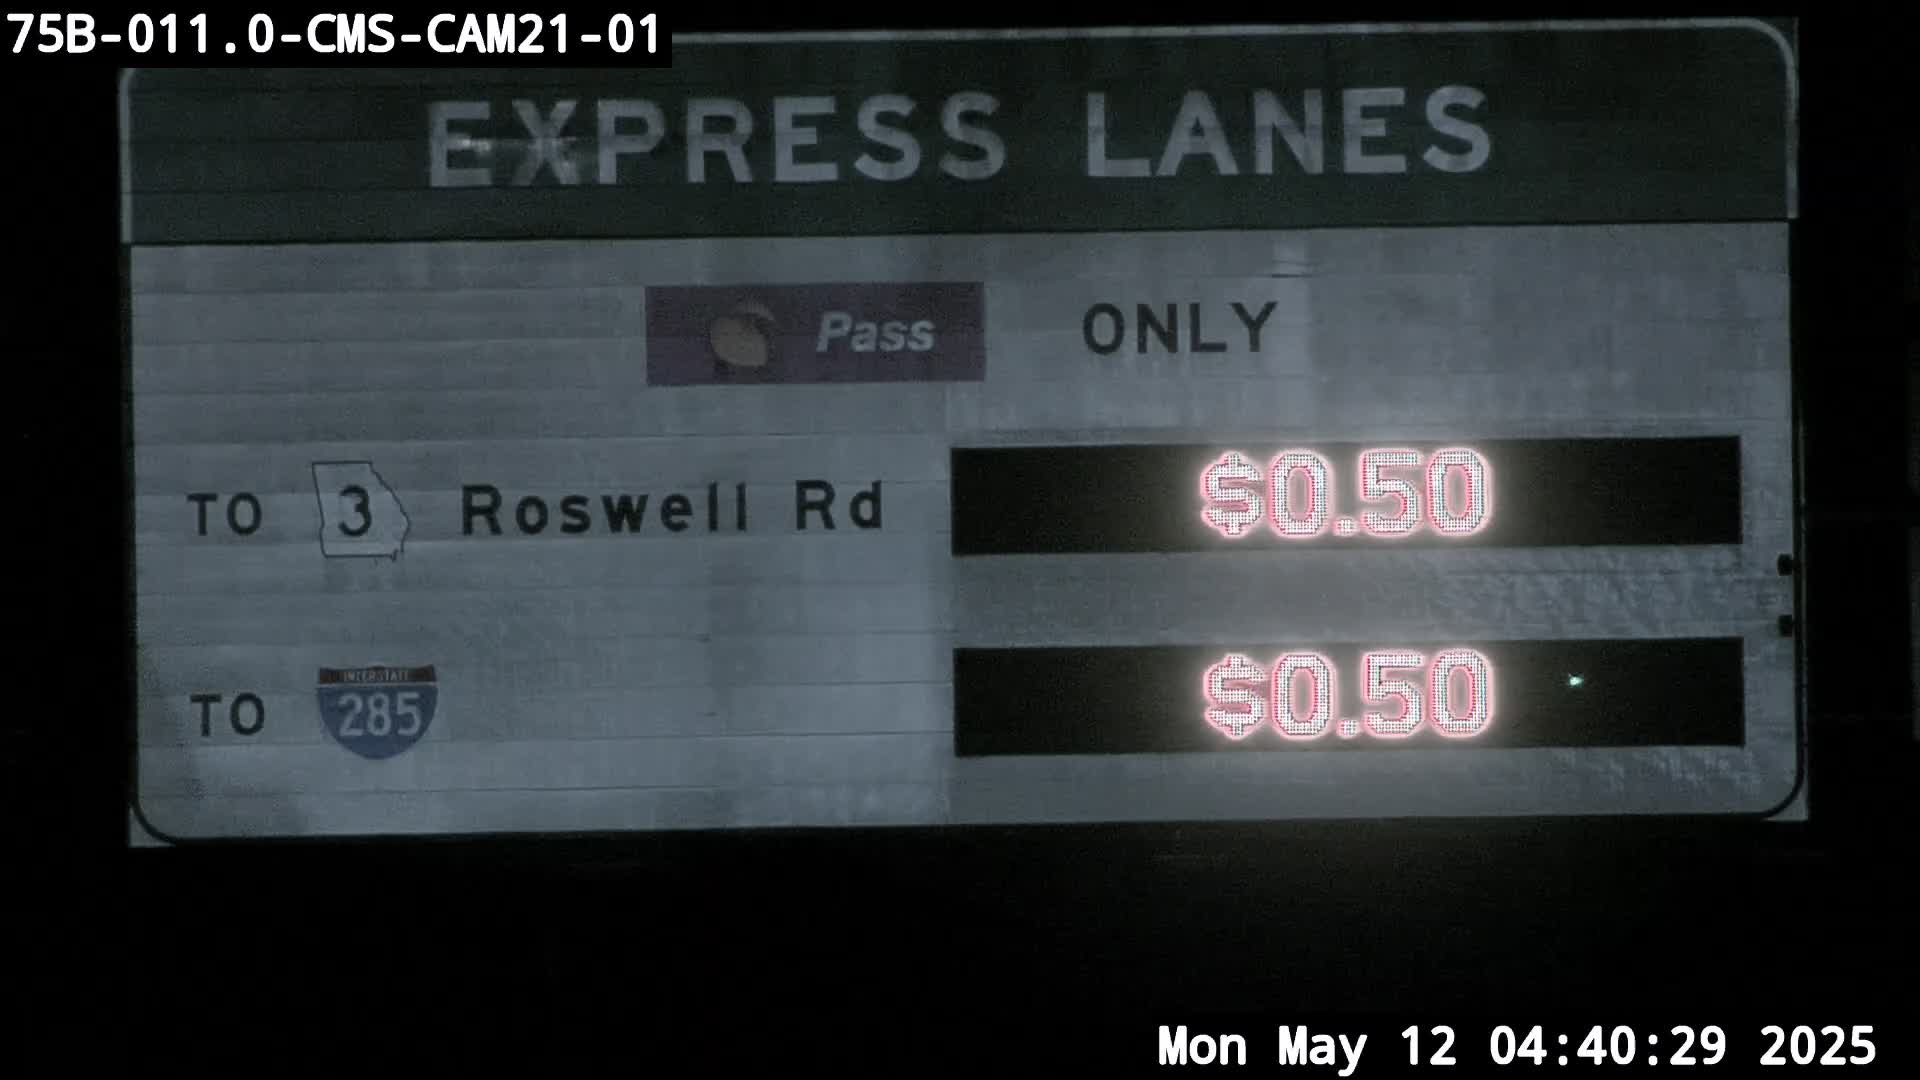 75B-011.0-CMS-CAM21-01
EXPRESS LANES
Pass ONLY
TO 3 Roswell Rd $0.50
INTERSTATE
TO 285 $0.50
Mon May 12 04:40:29 2025